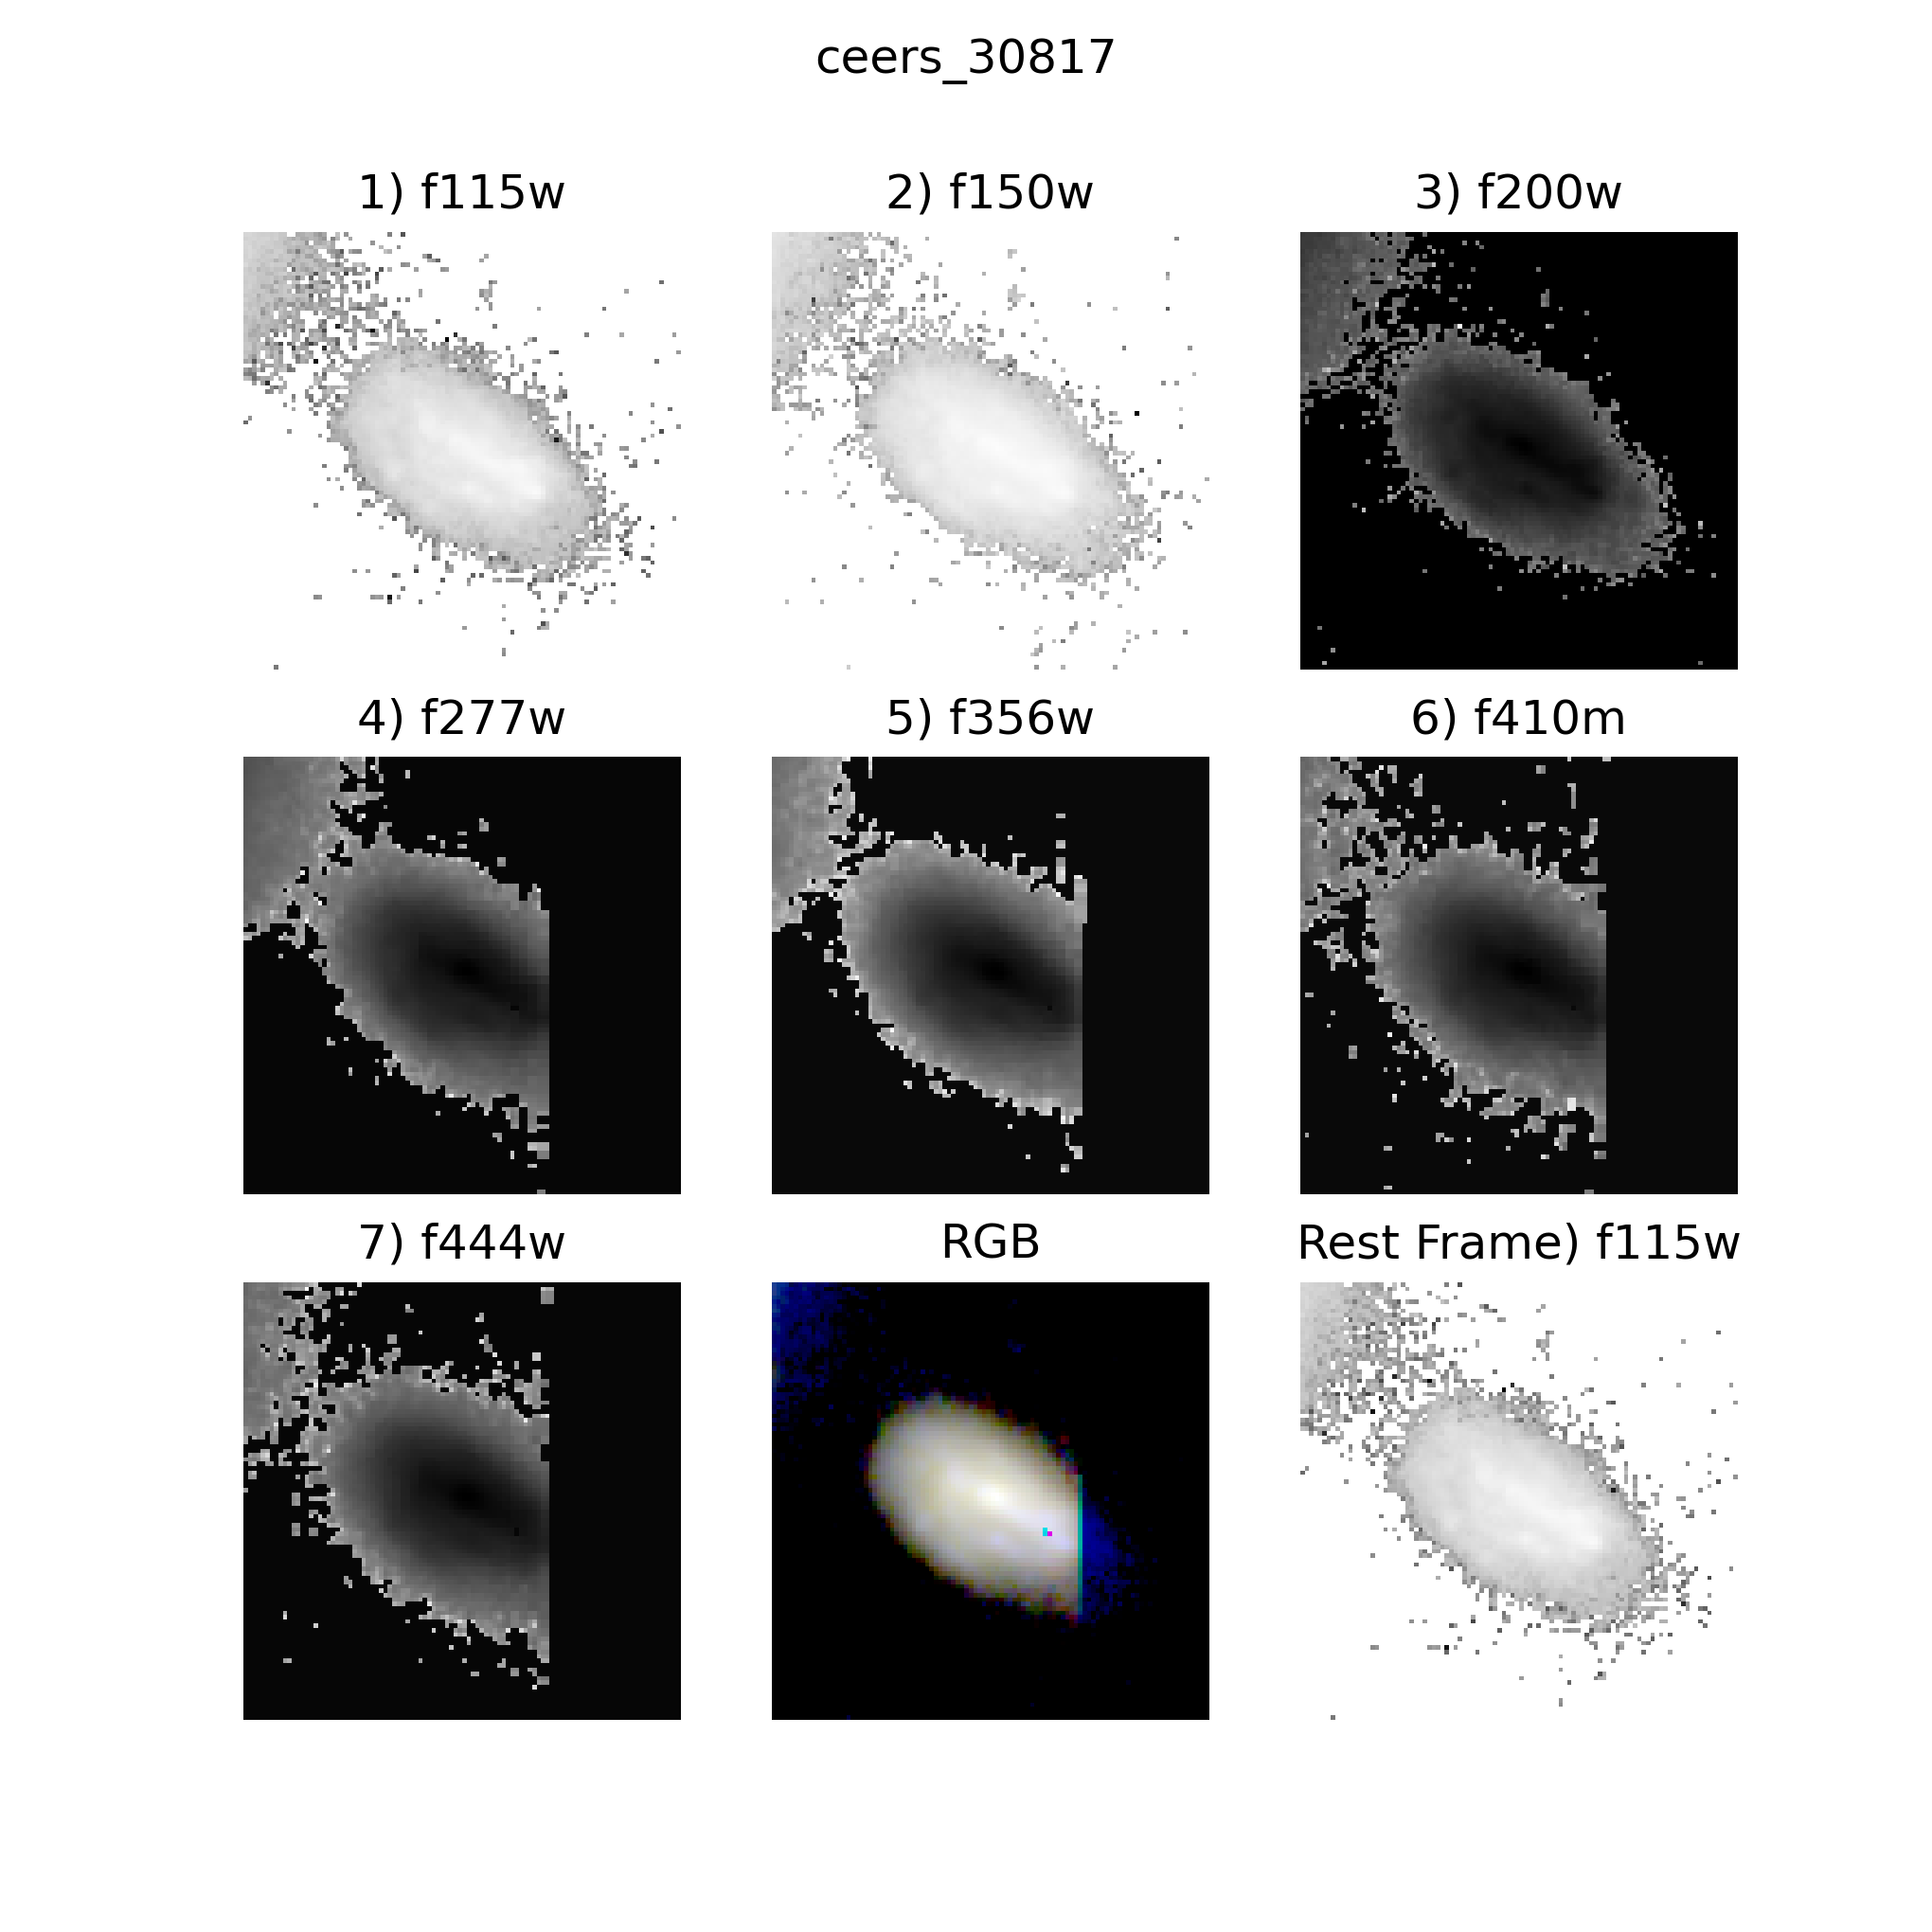 ceers_30817
1) f115w
2) f150w
3) f200w
4) f277w
5) f356w
6) f410m
7) f444w
RGB
Rest Frame) f115w